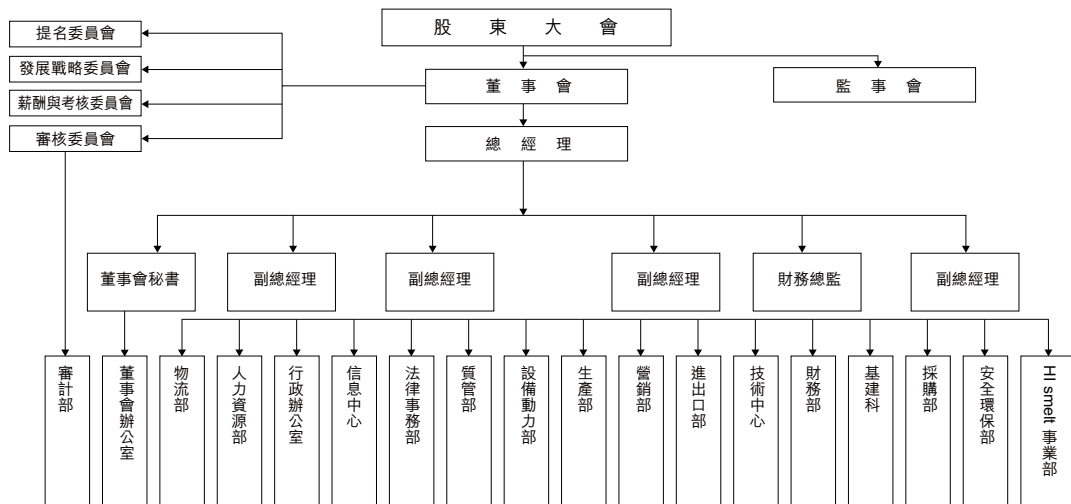 股 東 大 會
提名委員會
發展戰略委員會
薪酬與考核委員會
審核委員會
董 事 會
監 事 會
總 經 理
董事會秘書
副總經理
副總經理
副總經理
財務總監
副總經理
審計部
董事會辦公室
物流部
人力資源部
行政辦公室
信息中心
法律事務部
質管部
設備動力部
生產部
營銷部
進出口部
技術中心
財務部
基建科
採購部
安全環保部
HI smelt 事業部